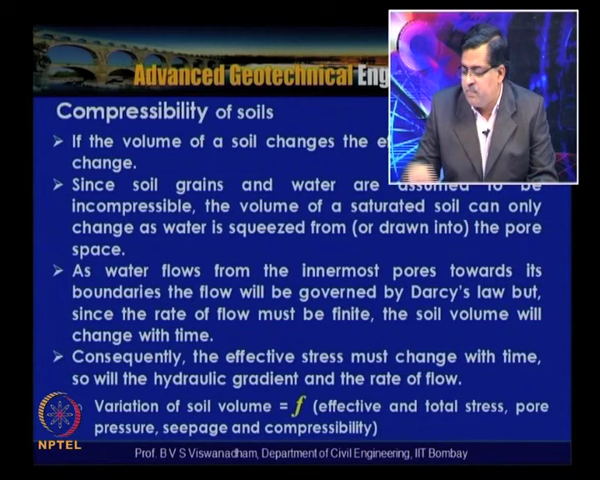 Advanced Geotechnical Eng
Compressibility of soils
➤ If the volume of a soil changes the
change.
➤ Since soil grains and water are assumed to be
incompressible, the volume of a saturated soil can only
change as water is squeezed from (or drawn into) the pore
space.
➤ As water flows from the innermost pores towards its
boundaries the flow will be governed by Darcy's law but,
since the rate of flow must be finite, the soil volume will
change with time.
➤ Consequently, the effective stress must change with time,
so will the hydraulic gradient and the rate of flow.
Variation of soil volume = f (effective and total stress, pore
pressure, seepage and compressibility)
NPTEL
Prof. B V S Viswanadham, Department of Civil Engineering, IIT Bombay